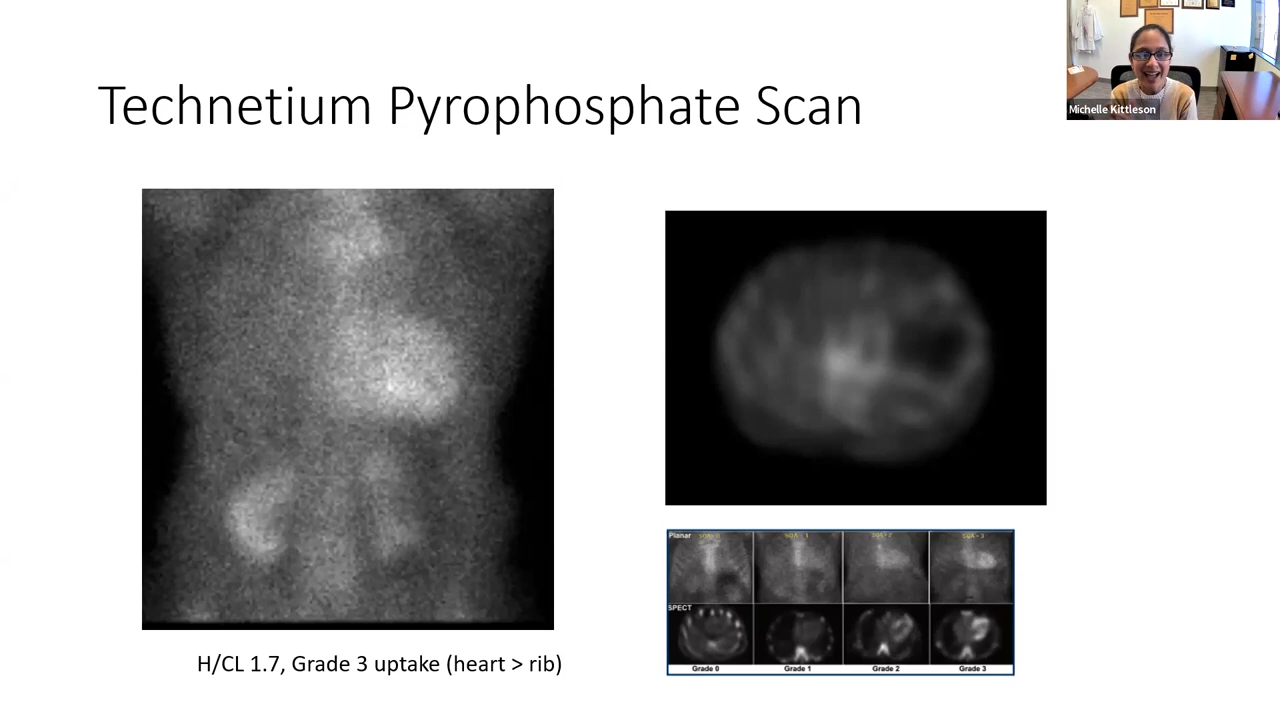 Technetium Pyrophosphate Scan
Michelle Kittleson
H/CL 1.7, Grade 3 uptake (heart > rib)
Planar
SPECT
Grade 0 Grade 1 Grade 2 Grade 3